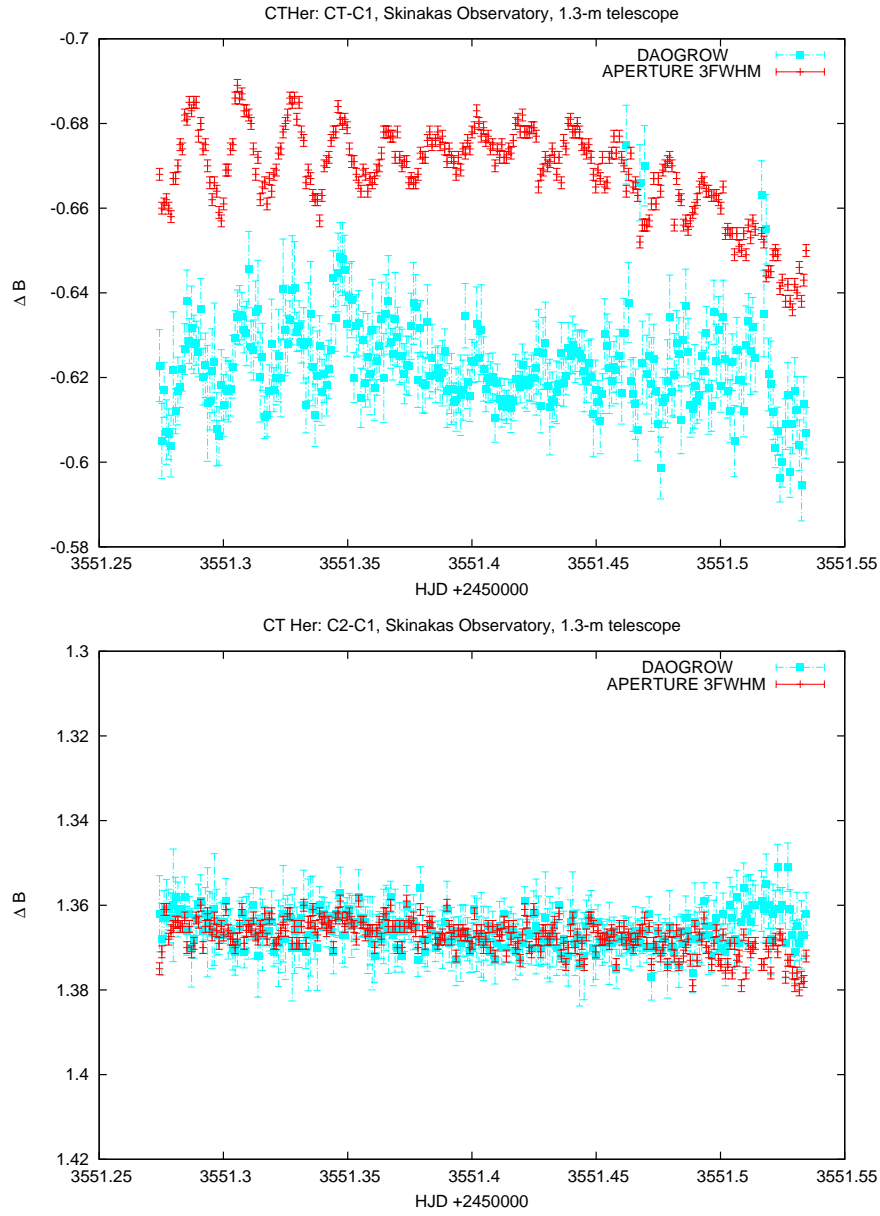 CTHer: CT-C1, Skinakas Observatory, 1.3-m telescope
-0.7
DAOGROW
APERTURE 3FWHM
-0.68
-0.66
-0.64
Δ B
-0.62
-0.6
-0.58
3551.25 3551.3 3551.35 3551.4 3551.45 3551.5 3551.55
HJD +2450000
CT Her: C2-C1, Skinakas Observatory, 1.3-m telescope
1.3
DAOGROW
APERTURE 3FWHM
1.32
1.34
1.36
Δ B
1.38
1.4
1.42
3551.25 3551.3 3551.35 3551.4 3551.45 3551.5 3551.55
HJD +2450000